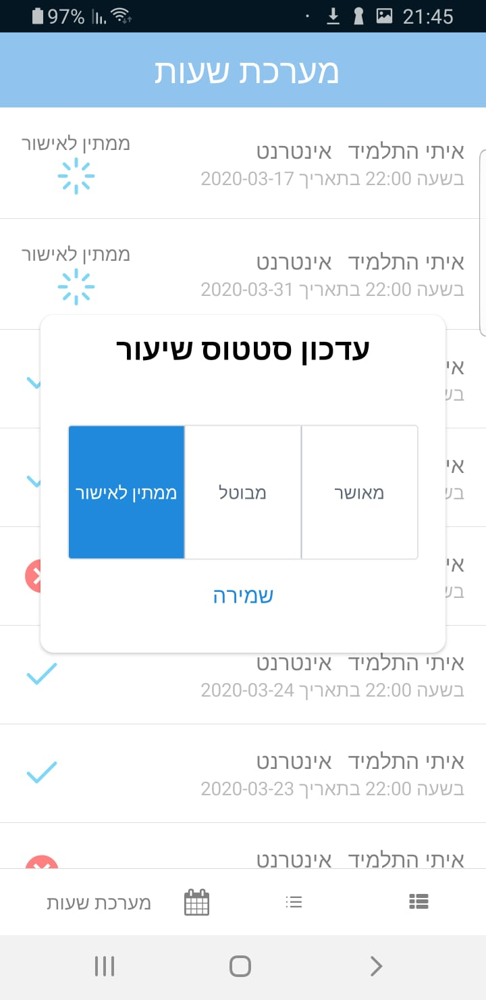 97% 21:45
מערכת שעות
איתי התלמיד אינטרנט
בשעה 22:00 בתאריך 2020-03-17
ממתין לאישור
איתי התלמיד אינטרנט
בשעה 22:00 בתאריך 2020-03-31
ממתין לאישור
עדכון סטטוס שיעור
מאושר מבוטל ממתין לאישור
שמירה
איתי התלמיד אינטרנט
בשעה 22:00 בתאריך 2020-03-24
איתי התלמיד אינטרנט
בשעה 22:00 בתאריך 2020-03-23
איתי התלמיד אינטרנט
מערכת שעות